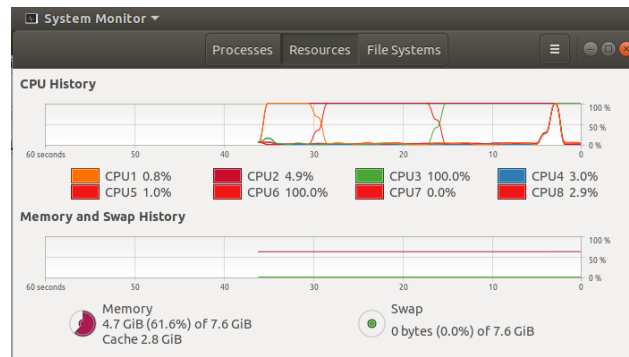 System Monitor
Processes Resources File Systems
CPU History
100 %
50 %
0 %
60 seconds 50 40 30 20 10 0
CPU1 0.8% CPU2 4.9% CPU3 100.0% CPU4 3.0%
CPU5 1.0% CPU6 100.0% CPU7 0.0% CPU8 2.9%
Memory and Swap History
100 %
50 %
0 %
60 seconds 50 40 30 20 10 0
Memory
4.7 GiB (61.6%) of 7.6 GiB
Cache 2.8 GiB
Swap
0 bytes (0.0%) of 7.6 GiB